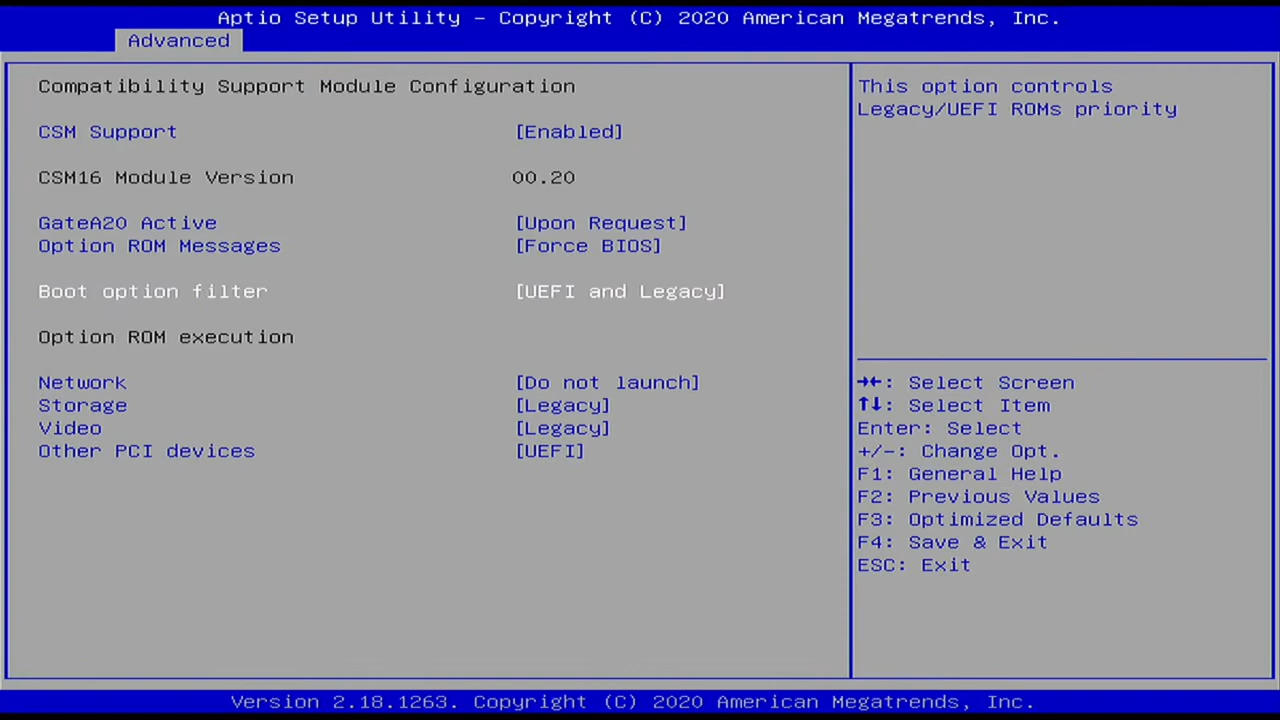 Aptio Setup Utility - Copyright (C) 2020 American Megatrends, Inc.
Advanced
Compatibility Support Module Configuration
CSM Support [Enabled]
CSM16 Module Version 00.20
GateA20 Active [Upon Request]
Option ROM Messages [Force BIOS]
Boot option filter [UEFI and Legacy]
Option ROM execution
Network [Do not launch]
Storage [Legacy]
Video [Legacy]
Other PCI devices [UEFI]
This option controls
Legacy/UEFI ROMs priority
→←: Select Screen
↑↓: Select Item
Enter: Select
+/-: Change Opt.
F1: General Help
F2: Previous Values
F3: Optimized Defaults
F4: Save & Exit
ESC: Exit
Version 2.18.1263. Copyright (C) 2020 American Megatrends, Inc.